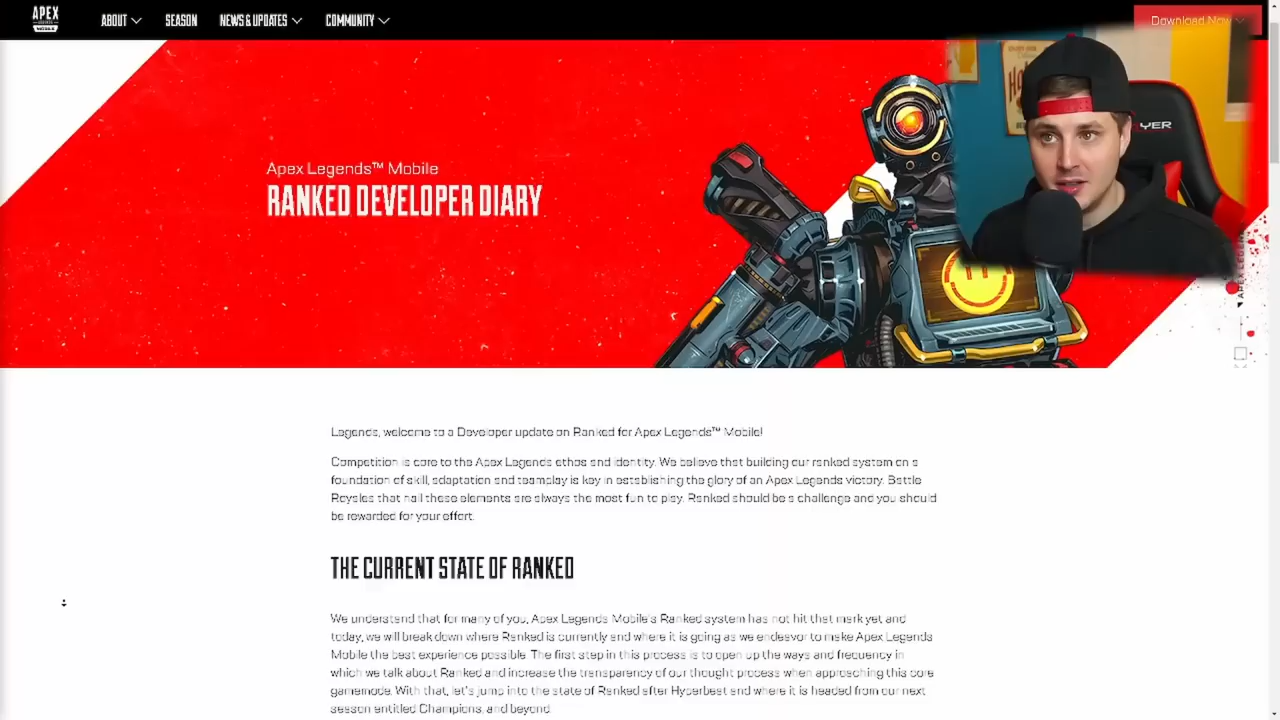 APEX
LEGENDS
MOBILE
ABOUT
SEASON
NEWS & UPDATES
COMMUNITY
Download Now
Apex Legends™ Mobile
RANKED DEVELOPER DIARY
YER
Legends, welcome to a Developer update on Ranked for Apex Legends™ Mobile!
Competition is core to the Apex Legends ethos and identity. We believe that building our ranked system on a
foundation of skill, adaptation and teamplay is key in establishing the glory of an Apex Legends victory. Battle
Royales that nail these elements are always the most fun to play. Ranked should be a challenge and you should
be rewarded for your effort.
THE CURRENT STATE OF RANKED
We understand that for many of you, Apex Legends Mobile's Ranked system has not hit that mark yet and
today, we will break down where Ranked is currently and where it is going as we endeavor to make Apex Legends
Mobile the best experience possible. The first step in this process is to open up the ways and frequency in
which we talk about Ranked and increase the transparency of our thought process when approaching this core
gamemode. With that, let's jump into the state of Ranked after Hyperbeat and where it is headed from our next
season entitled Champions, and beyond.